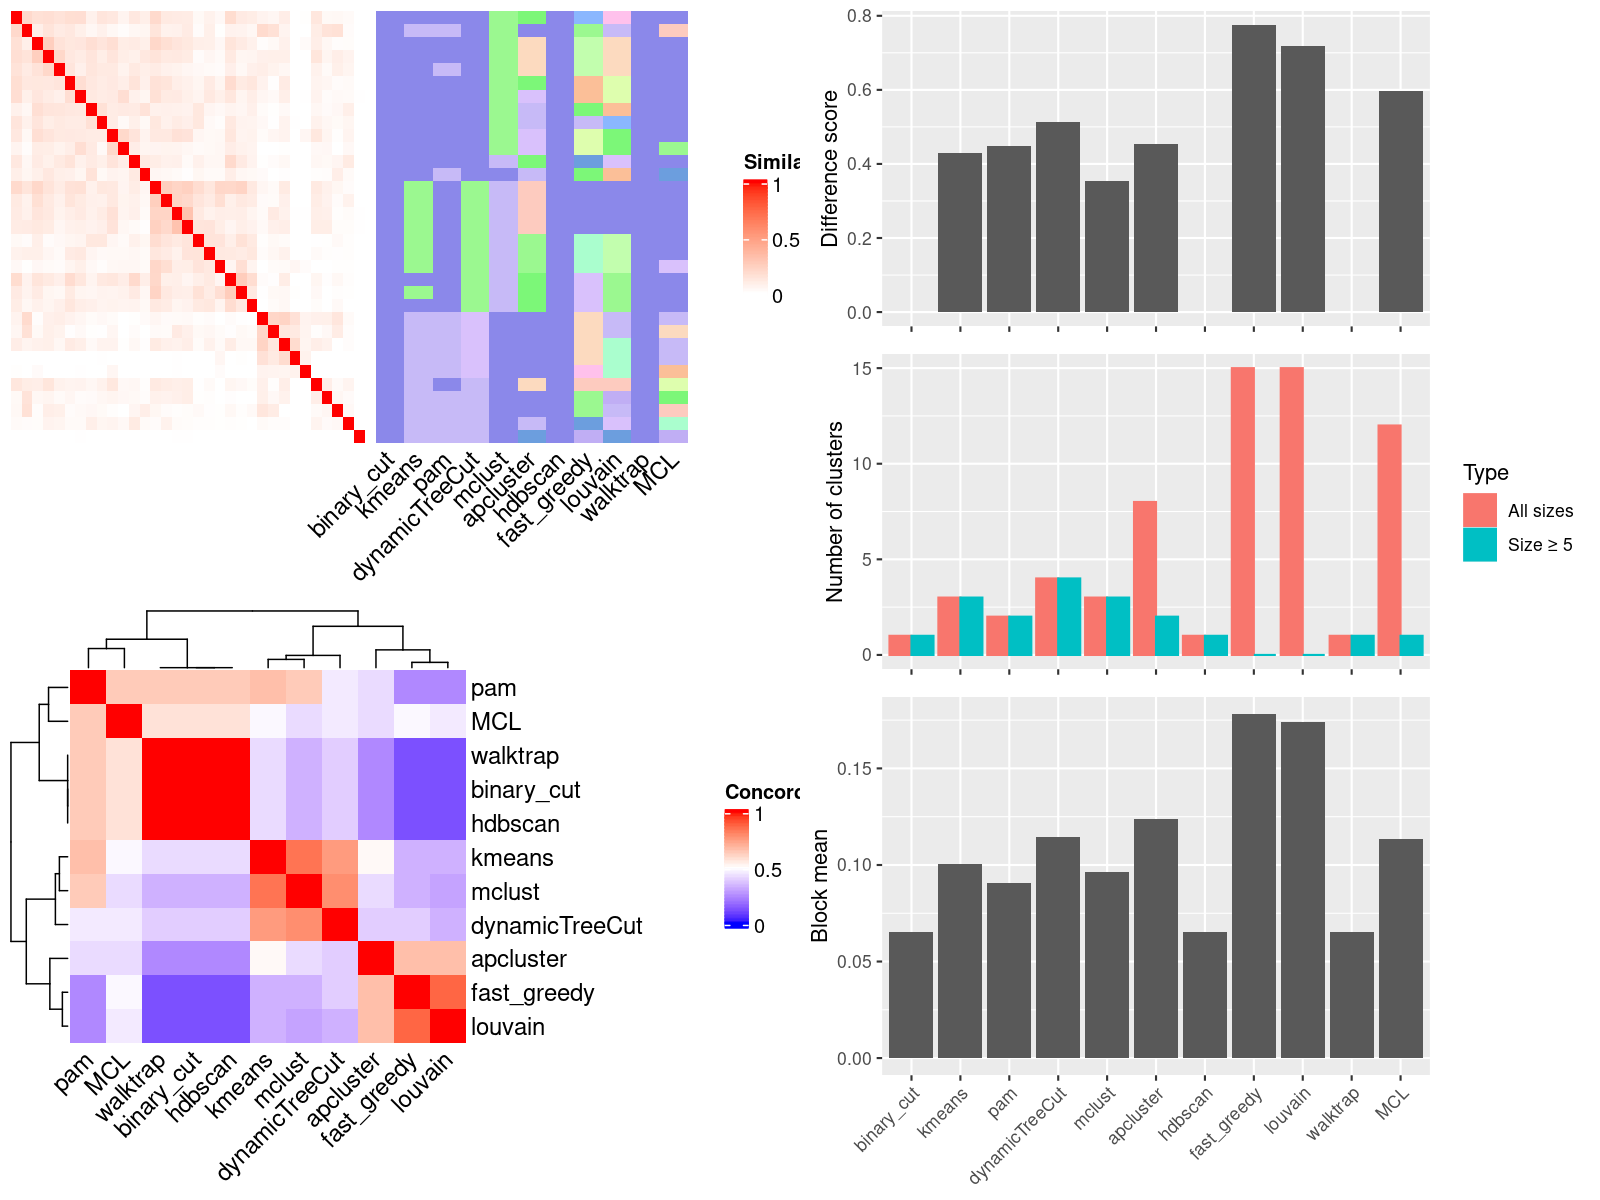 Simila
1
0.5
0
binary_cut
kmeans
pam
dynamicTreeCut
mclust
apcluster
hdbscan
fast_greedy
louvain
walktrap
MCL
pam
MCL
walktrap
binary_cut
hdbscan
kmeans
mclust
dynamicTreeCut
apcluster
fast_greedy
louvain
Concord
1
0.5
0
pam
MCL
walktrap
binary_cut
hdbscan
kmeans
mclust
dynamicTreeCut
apcluster
fast_greedy
louvain
Difference score
0.8
0.6
0.4
0.2
0.0
Number of clusters
15
10
5
0
Type
All sizes
Size ≥ 5
Block mean
0.15
0.10
0.05
0.00
binary_cut
kmeans
pam
dynamicTreeCut
mclust
apcluster
hdbscan
fast_greedy
louvain
walktrap
MCL